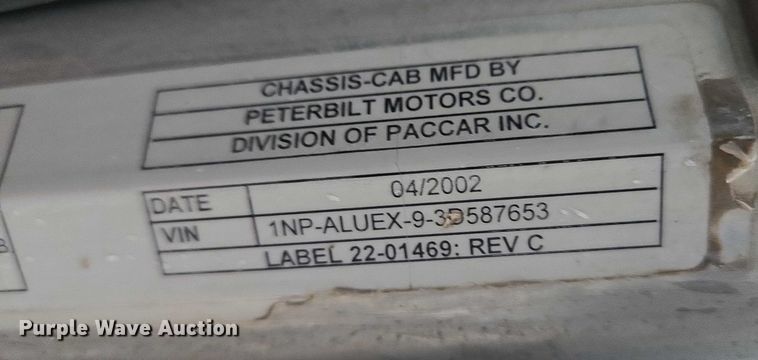 CHASSIS-CAB MFD BY
PETERBILT MOTORS CO.
DIVISION OF PACCAR INC.
DATE 04/2002
VIN 1NP-ALUEX-9-3D587653
LABEL 22-01469: REV C
B
Purple Wave Auction